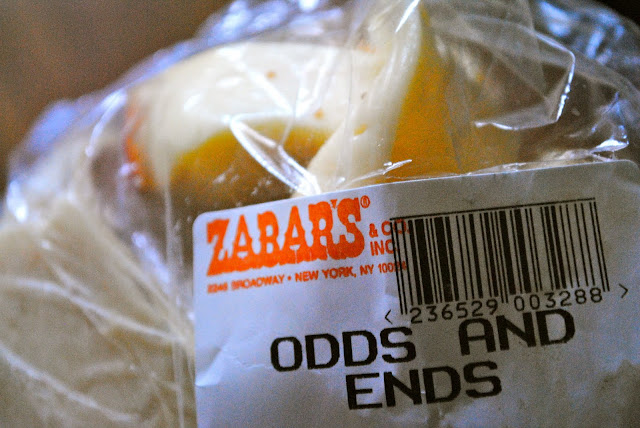 ZABAR'S®
& CO.
INC.
2245 BROADWAY • NEW YORK, NY 10024
< 236529 003288 >
ODDS AND
ENDS